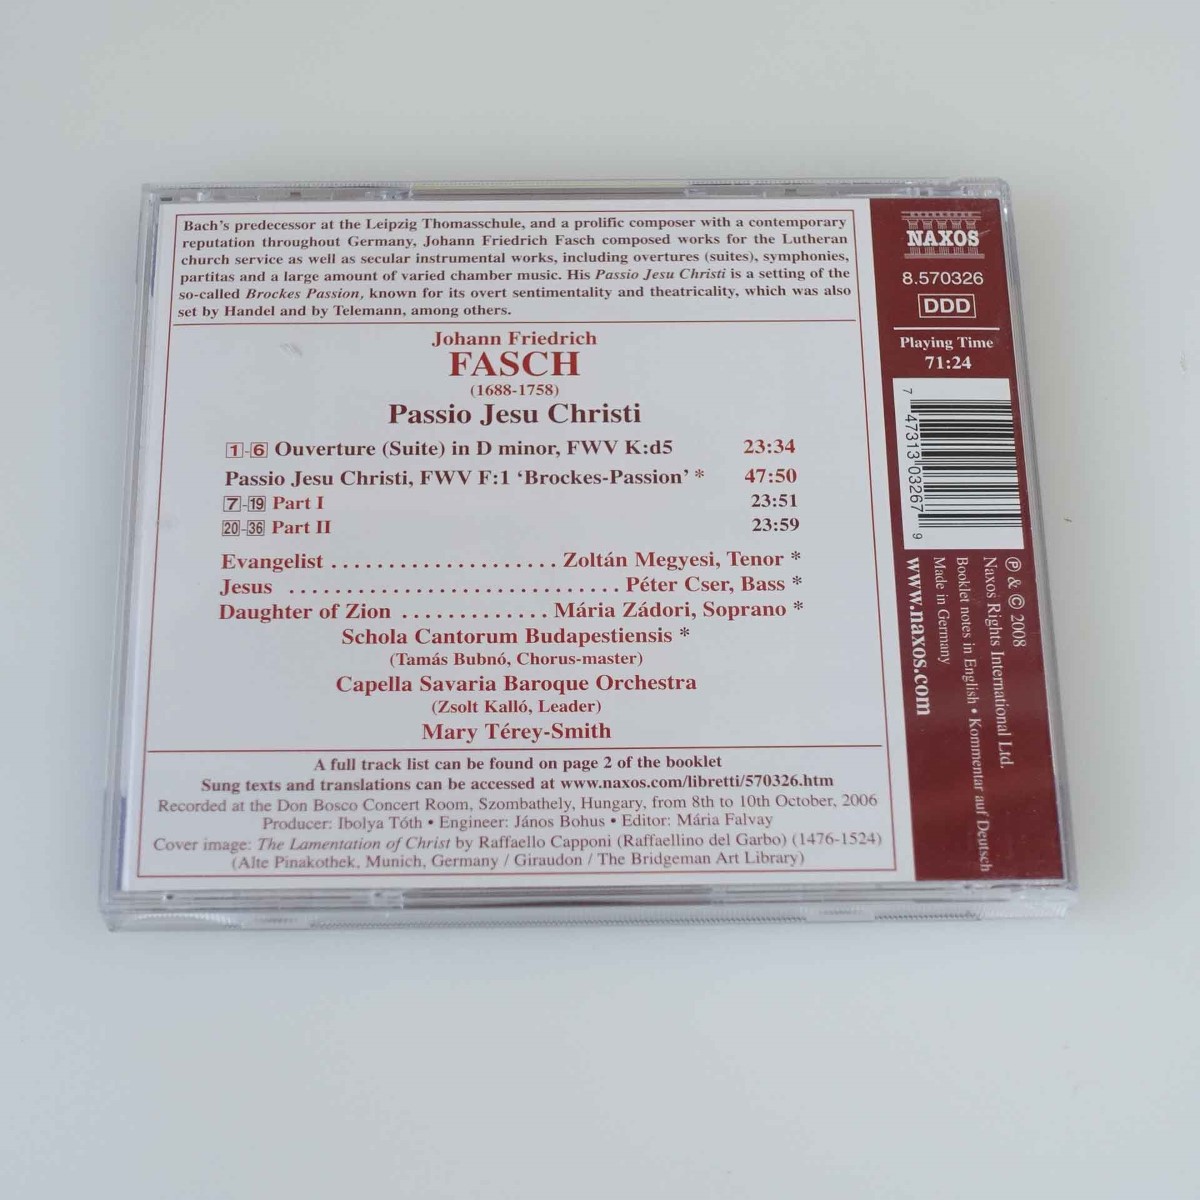 Bach's predecessor at the Leipzig Thomasschule, and a prolific composer with a contemporary
reputation throughout Germany, Johann Friedrich Fasch composed works for the Lutheran
church service as well as secular instrumental works, including overtures (suites), symphonies,
partitas and a large amount of varied chamber music. His Passio Jesu Christi is a setting of the
so-called Brockes Passion, known for its overt sentimentality and theatricality, which was also
set by Handel and by Telemann, among others.
Johann Friedrich
FASCH
(1688-1758)
Passio Jesu Christi
1-6 Ouverture (Suite) in D minor, FWV K:d5 23:34
Passio Jesu Christi, FWV F:1 ‘Brockes-Passion’ * 47:50
7-19 Part I 23:51
20-36 Part II 23:59
Evangelist .................... Zoltán Megyesi, Tenor *
Jesus ............................. Péter Cser, Bass *
Daughter of Zion ............. Mária Zádori, Soprano *
Schola Cantorum Budapestiensis *
(Tamás Bubnó, Chorus-master)
Capella Savaria Baroque Orchestra
(Zsolt Kalló, Leader)
Mary Térey-Smith
A full track list can be found on page 2 of the booklet
Sung texts and translations can be accessed at www.naxos.com/libretti/570326.htm
Recorded at the Don Bosco Concert Room, Szombathely, Hungary, from 8th to 10th October, 2006
Producer: Ibolya Tóth • Engineer: János Bohus • Editor: Mária Falvay
Cover image: The Lamentation of Christ by Raffaello Capponi (Raffaellino del Garbo) (1476-1524)
(Alte Pinakothek, Munich, Germany / Giraudon / The Bridgeman Art Library)
NAXOS
8.570326
DDD
Playing Time
71:24
7 47313 03267 9
℗ & © 2008
Naxos Rights International Ltd.
Booklet notes in English • Kommentar auf Deutsch
Made in Germany
www.naxos.com